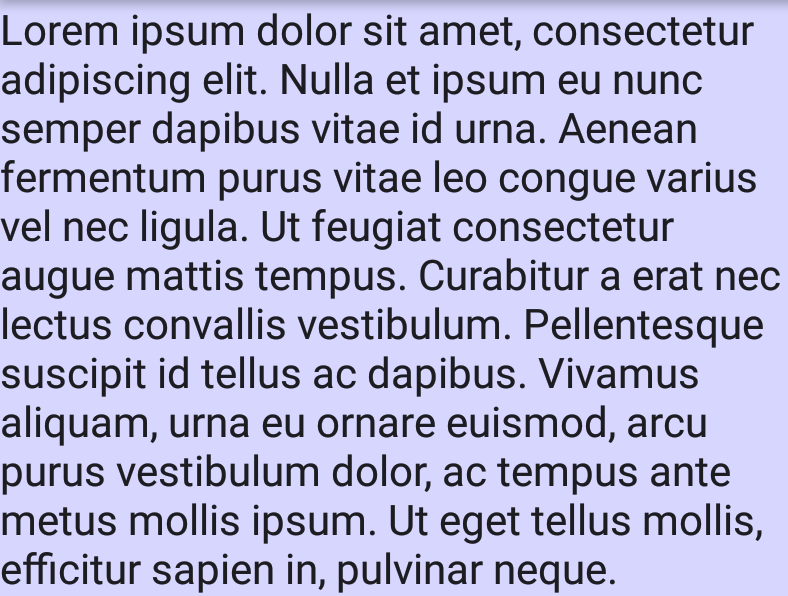 Lorem ipsum dolor sit amet, consectetur
adipiscing elit. Nulla et ipsum eu nunc
semper dapibus vitae id urna. Aenean
fermentum purus vitae leo congue varius
vel nec ligula. Ut feugiat consectetur
augue mattis tempus. Curabitur a erat nec
lectus convallis vestibulum. Pellentesque
suscipit id tellus ac dapibus. Vivamus
aliquam, urna eu ornare euismod, arcu
purus vestibulum dolor, ac tempus ante
metus mollis ipsum. Ut eget tellus mollis,
efficitur sapien in, pulvinar neque.